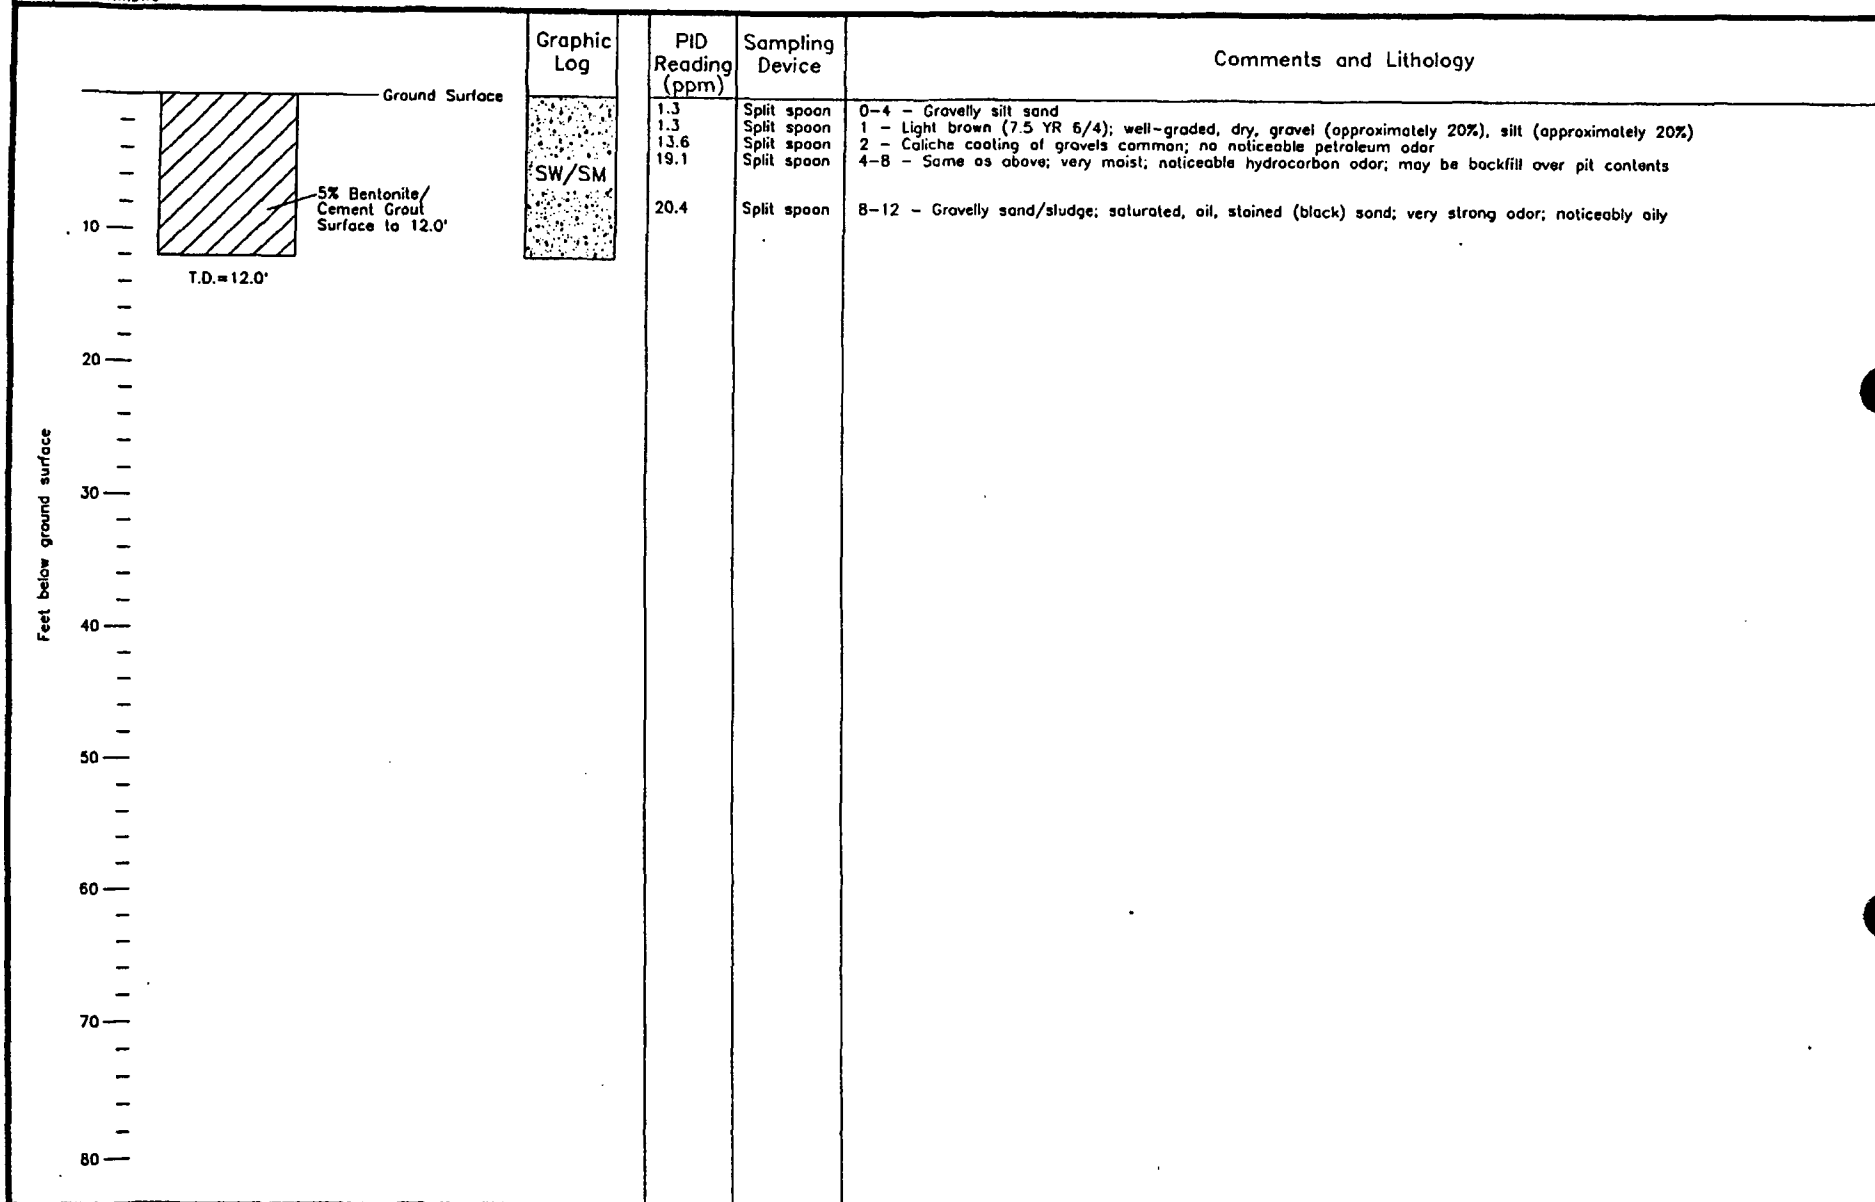 Graphic Log
PID Reading (ppm)
Sampling Device
Comments and Lithology
Ground Surface
1.3 Split spoon 0-4 - Gravelly silt sand
1.3 Split spoon 1 - Light brown (7.5 YR 6/4); well-graded, dry, gravel (approximately 20%), silt (approximately 20%)
13.6 Split spoon 2 - Caliche coating of gravels common; no noticeable petroleum odor
19.1 Split spoon 4-8 - Same as above; very moist; noticeable hydrocarbon odor; may be backfill over pit contents
SW/SM
5% Bentonite/
Cement Grout
Surface to 12.0'
20.4 Split spoon 8-12 - Gravelly sand/sludge; saturated, oil, stained (black) sand; very strong odor; noticeably oily
10
T.D.=12.0'
20
30
Feet below ground surface
40
50
60
70
80